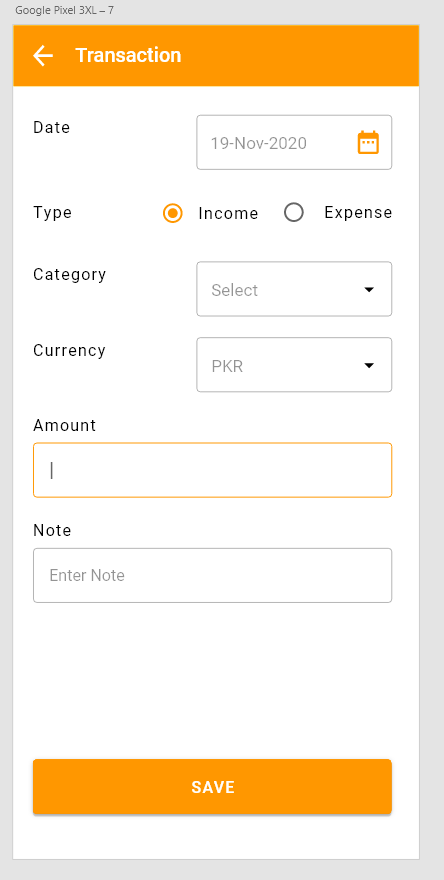 Google Pixel 3XL – 7
Transaction
Date
19-Nov-2020
Type Income Expense
Category
Select
Currency
PKR
Amount
Note
Enter Note
SAVE